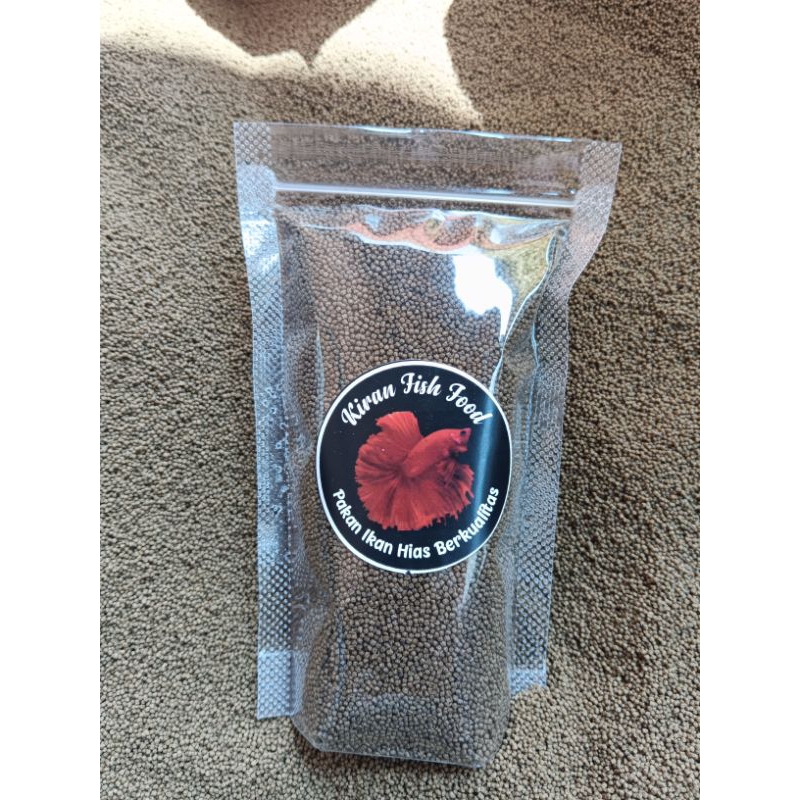 Kiran Fish Food
Pakan Ikan Hias Berkualitas